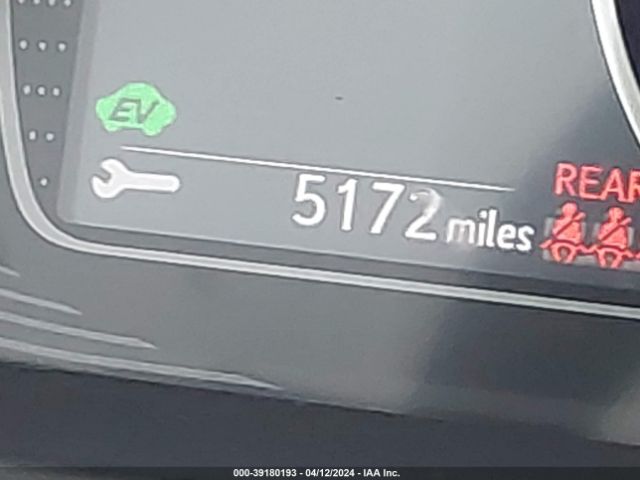 EV
5172 miles
REAR
000-39180193 - 04/12/2024 - IAA Inc.